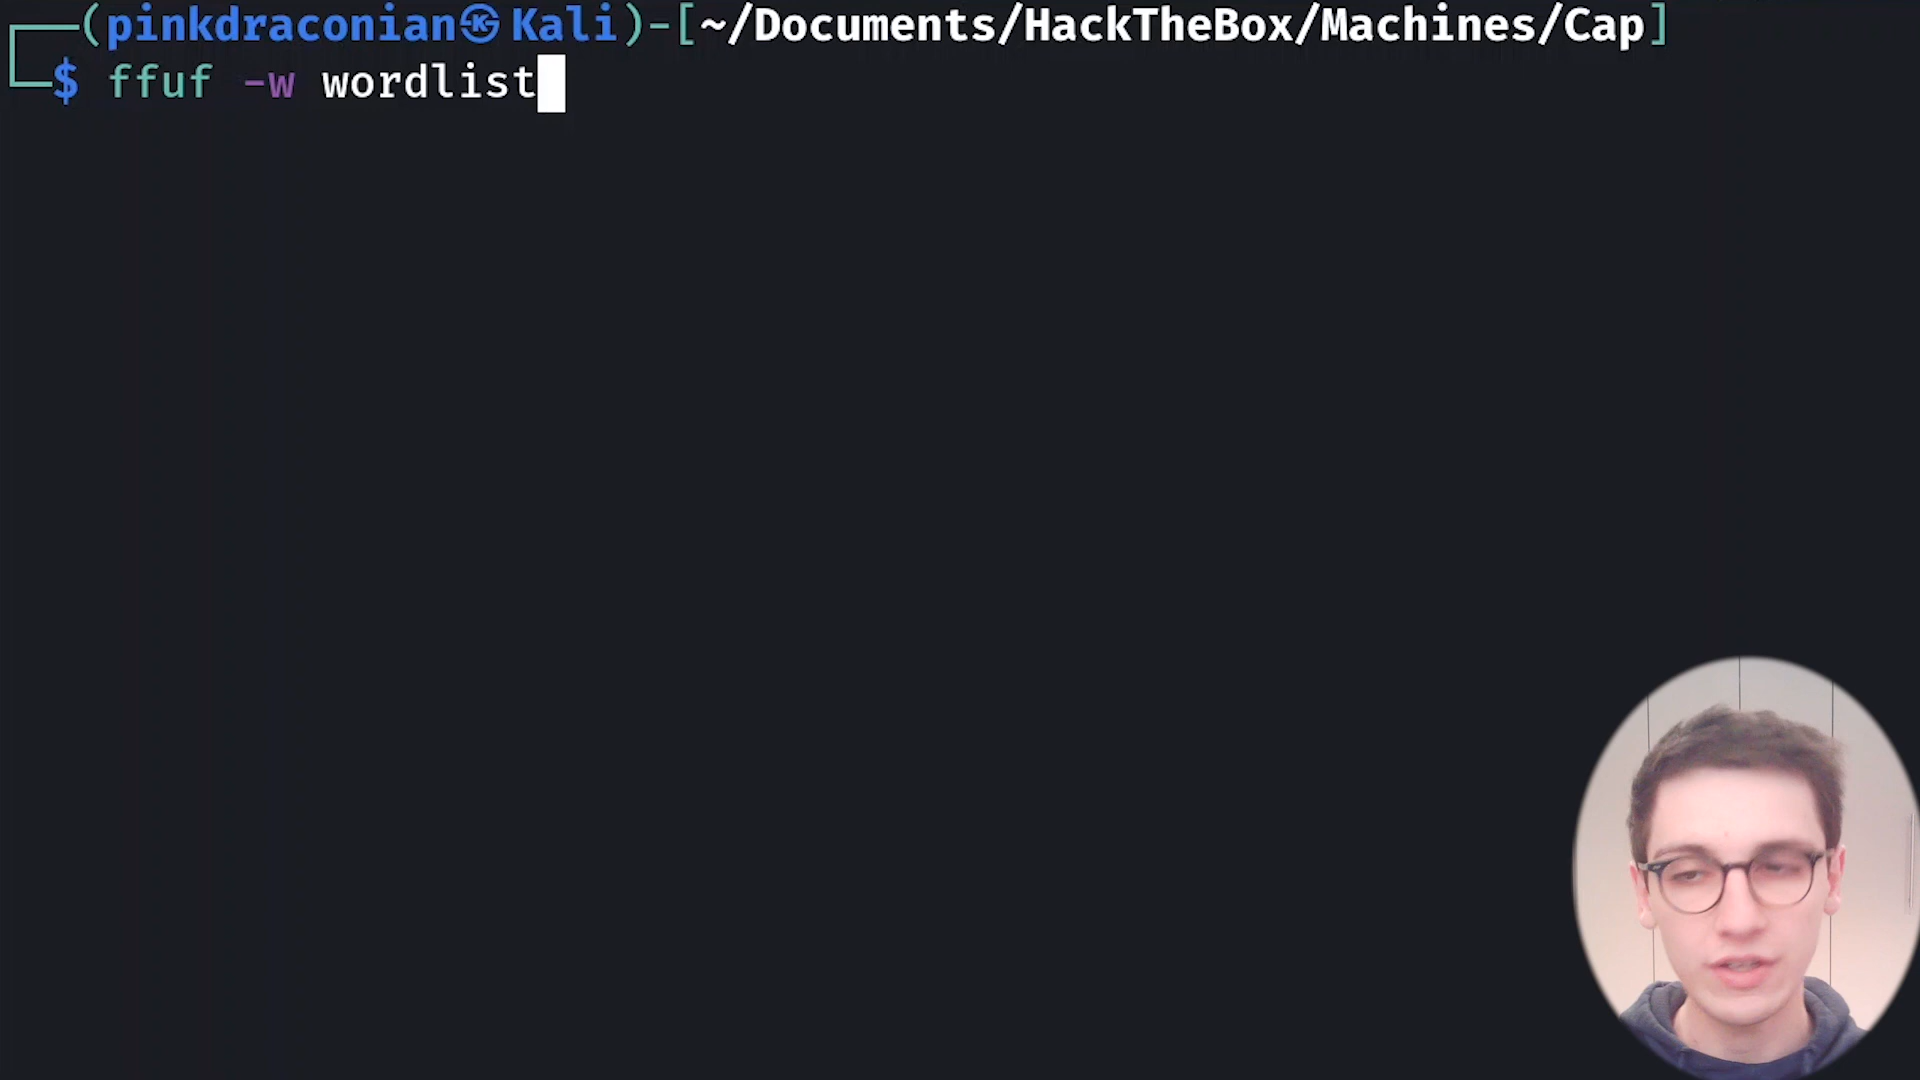 (pinkdraconian㉿Kali)-[~/Documents/HackTheBox/Machines/Cap]
$ ffuf -w wordlist